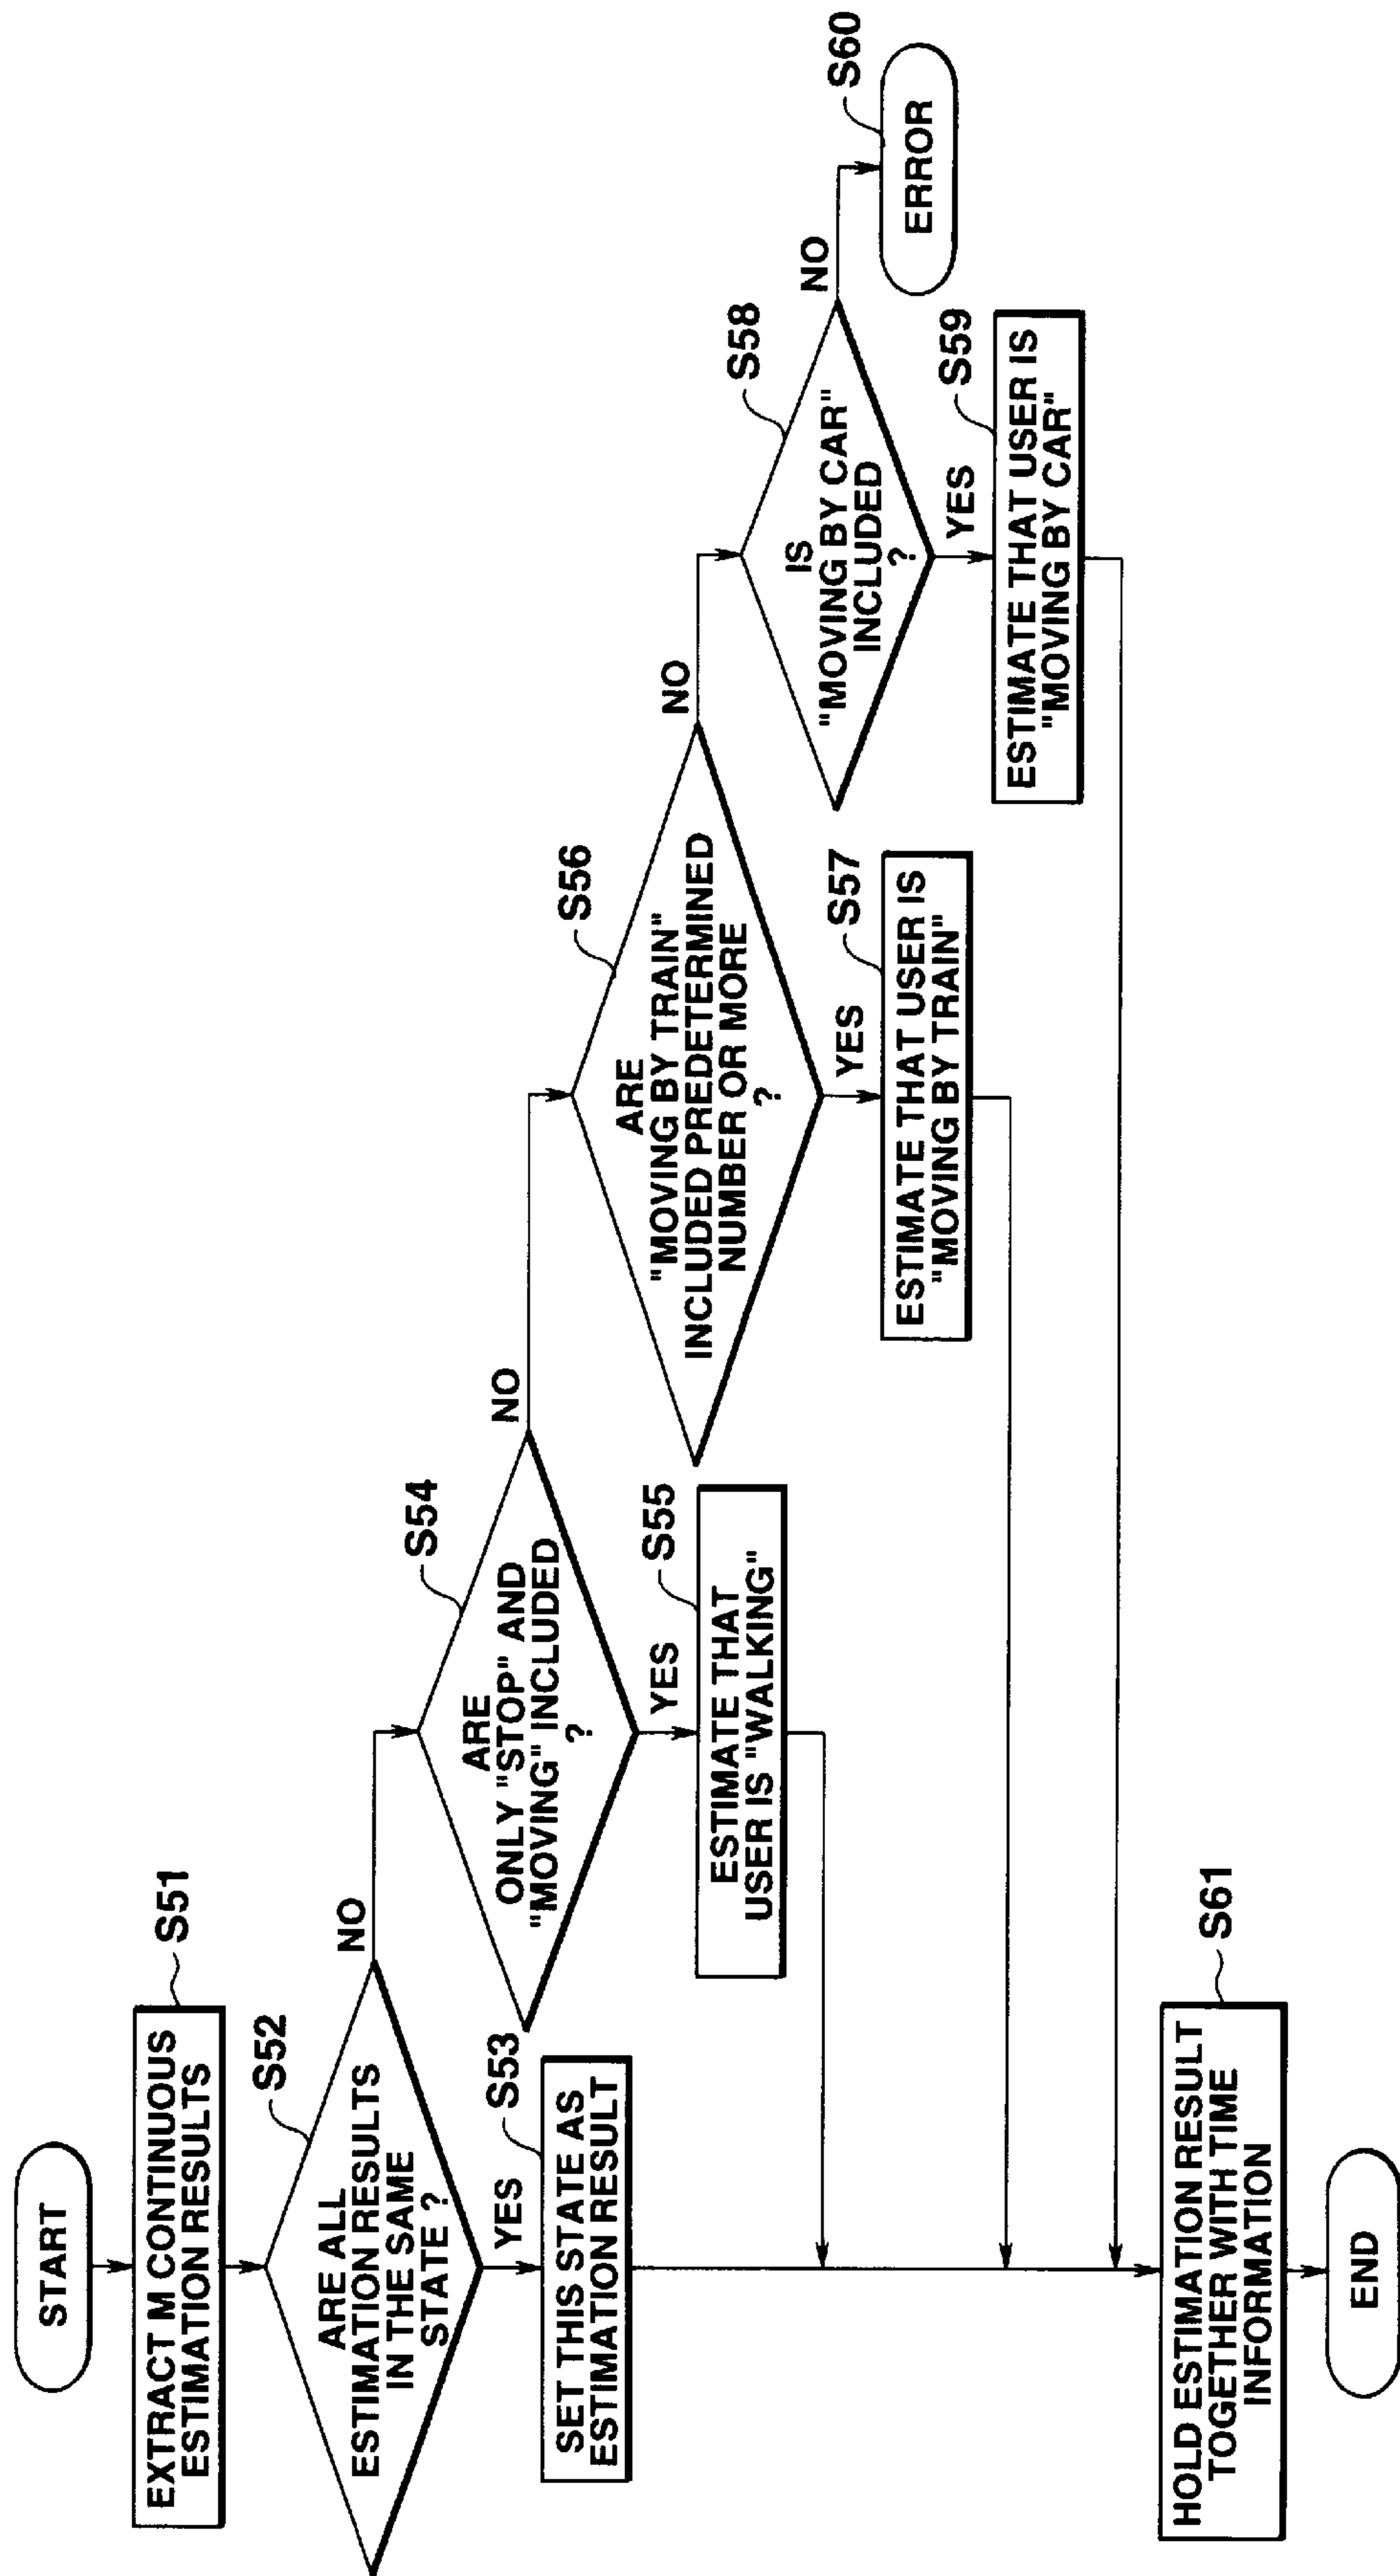 START
EXTRACT M CONTINUOUS
ESTIMATION RESULTS
S51
ARE ALL
ESTIMATION RESULTS
IN THE SAME
STATE ?
S52
NO
YES
SET THIS STATE AS
ESTIMATION RESULT
S53
ARE
ONLY "STOP" AND
"MOVING" INCLUDED
?
S54
NO
YES
ESTIMATE THAT
USER IS "WALKING"
S55
ARE
"MOVING BY TRAIN"
INCLUDED PREDETERMINED
NUMBER OR MORE
?
S56
NO
YES
ESTIMATE THAT USER IS
"MOVING BY TRAIN"
S57
IS
"MOVING BY CAR"
INCLUDED
?
S58
NO
YES
ESTIMATE THAT USER IS
"MOVING BY CAR"
S59
ERROR
S60
HOLD ESTIMATION RESULT
TOGETHER WITH TIME
INFORMATION
S61
END